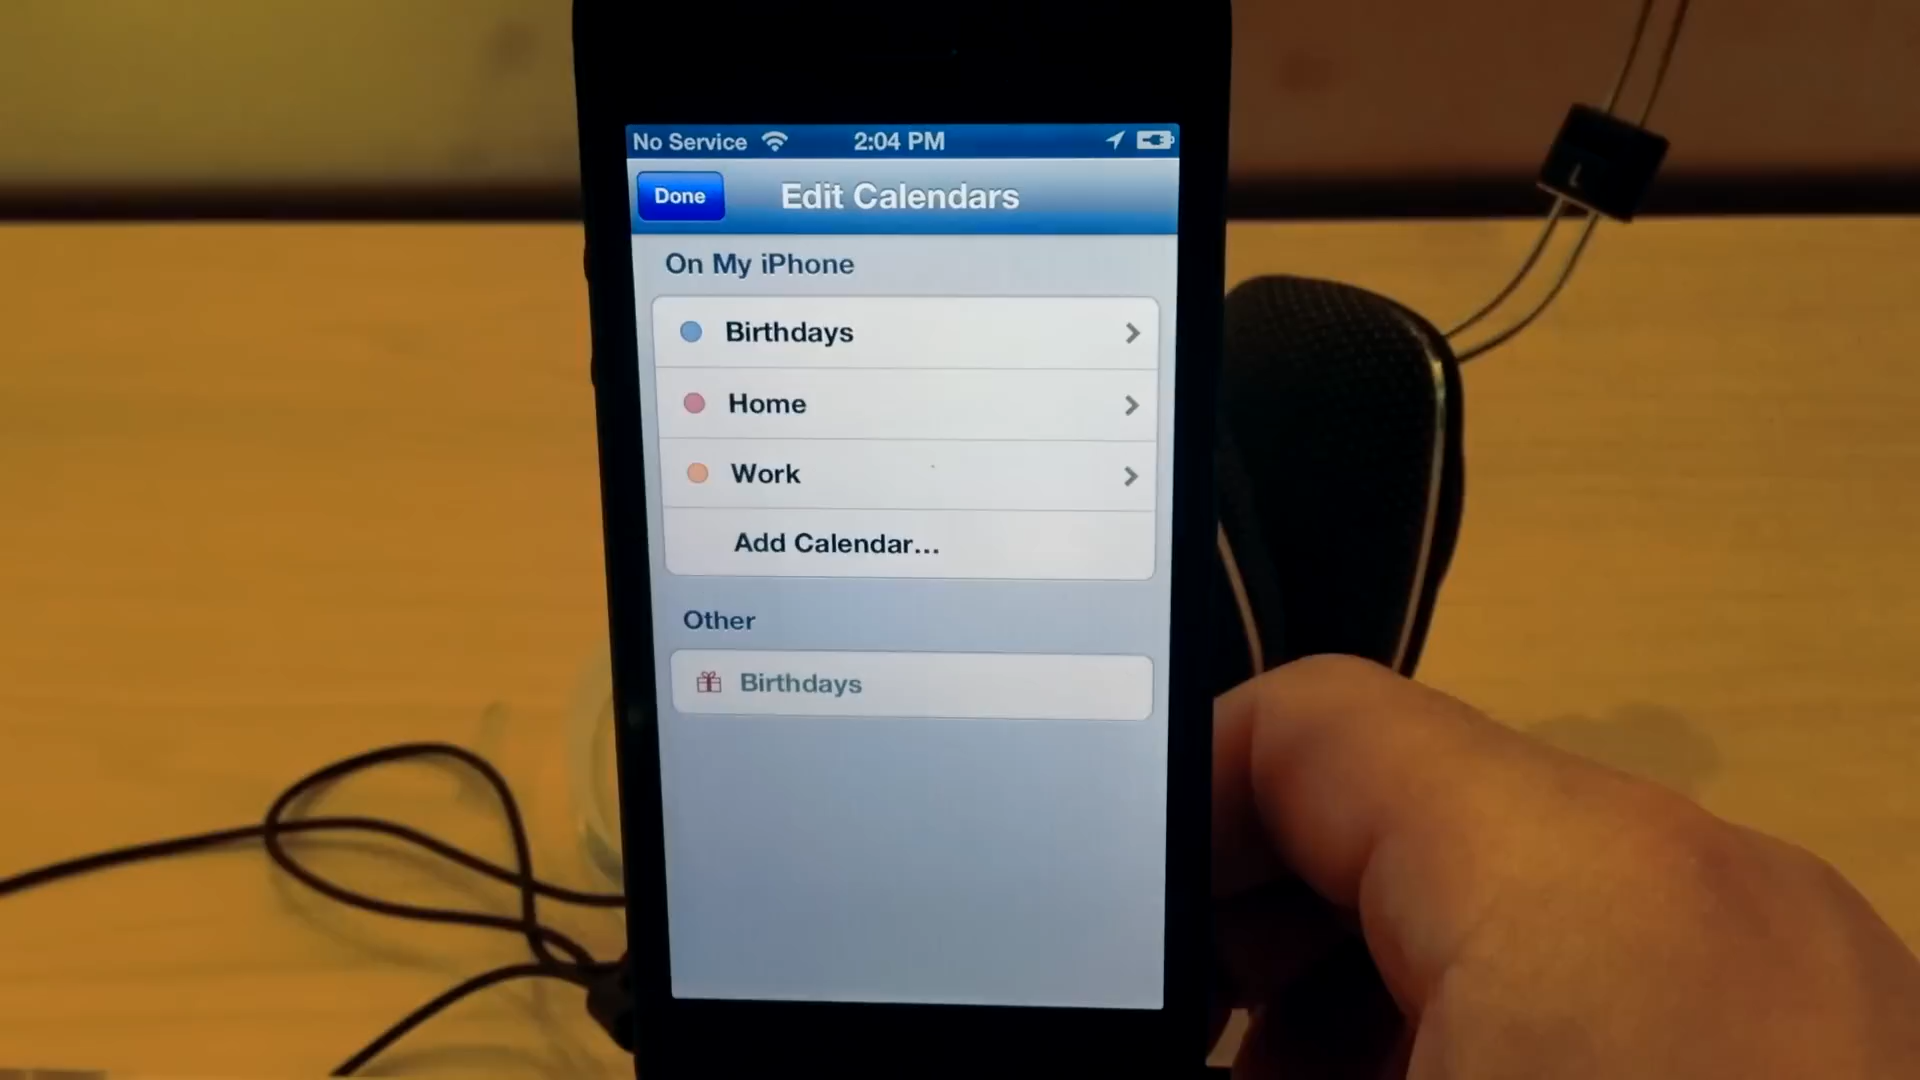 No Service 2:04 PM
Done Edit Calendars
On My iPhone
Birthdays
Home
Work
Add Calendar...
Other
Birthdays